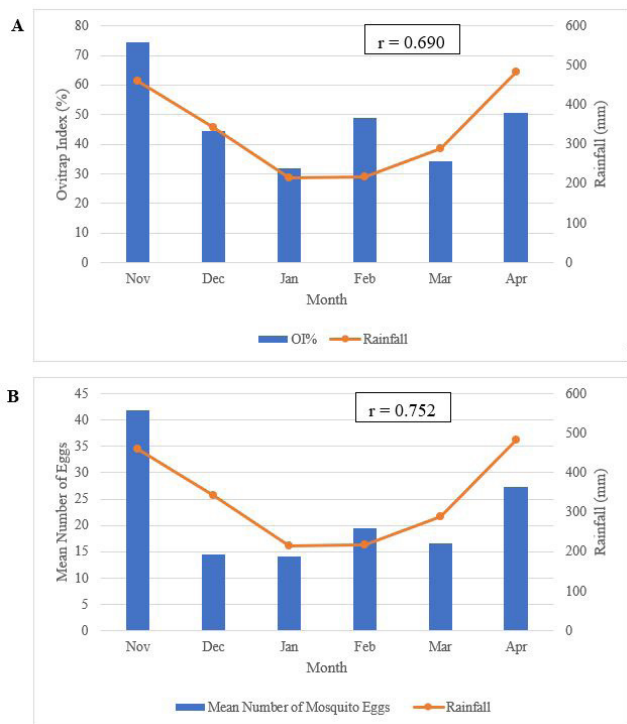 A
r = 0.690
Ovitrap Index (%)
80
70
60
50
40
30
20
10
0
Rainfall (mm)
600
500
400
300
200
100
0
Nov Dec Jan Feb Mar Apr
Month
OI% Rainfall
B
r = 0.752
Mean Number of Eggs
45
40
35
30
25
20
15
10
5
0
Rainfall (mm)
600
500
400
300
200
100
0
Nov Dec Jan Feb Mar Apr
Month
Mean Number of Mosquito Eggs Rainfall